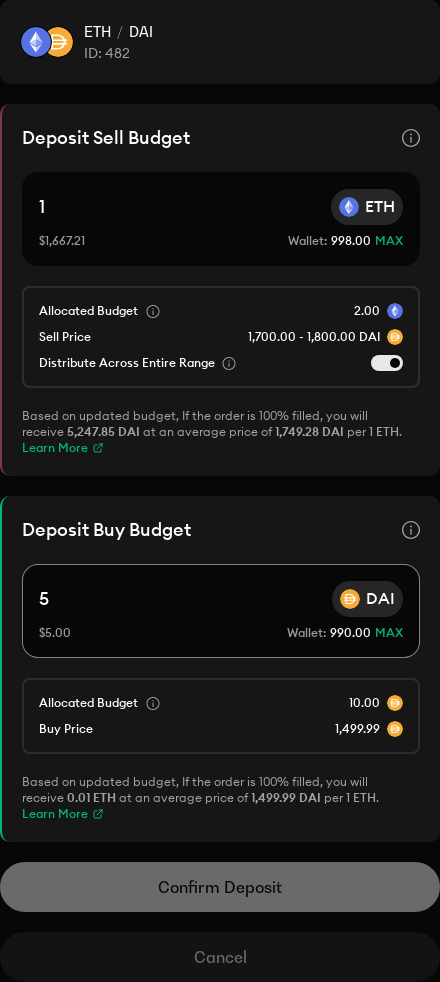 ETH / DAI
ID: 482
Deposit Sell Budget
1
ETH
$1,667.21
Wallet: 998.00 MAX
Allocated Budget
2.00
Sell Price
1,700.00 - 1,800.00 DAI
Distribute Across Entire Range
Based on updated budget, If the order is 100% filled, you will
receive 5,247.85 DAI at an average price of 1,749.28 DAI per 1 ETH.
Learn More
Deposit Buy Budget
5
DAI
$5.00
Wallet: 990.00 MAX
Allocated Budget
10.00
Buy Price
1,499.99
Based on updated budget, If the order is 100% filled, you will
receive 0.01 ETH at an average price of 1,499.99 DAI per 1 ETH.
Learn More
Confirm Deposit
Cancel